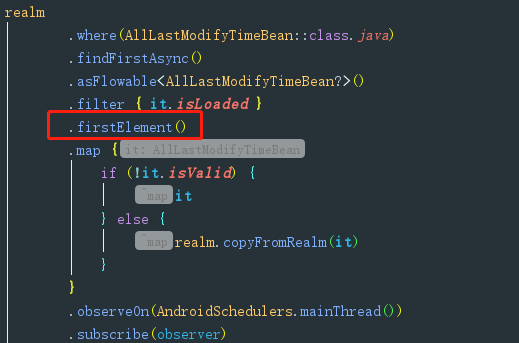 realm
.where(AllLastModifyTimeBean::class.java)
.findFirstAsync()
.asFlowable<AllLastModifyTimeBean?>()
.filter { it.isLoaded }
.firstElement()
.map { it: AllLastModifyTimeBean
if (!it.isValid) {
^map it
} else {
^map realm.copyFromRealm(it)
}
}
.observeOn(AndroidSchedulers.mainThread())
.subscribe(observer)